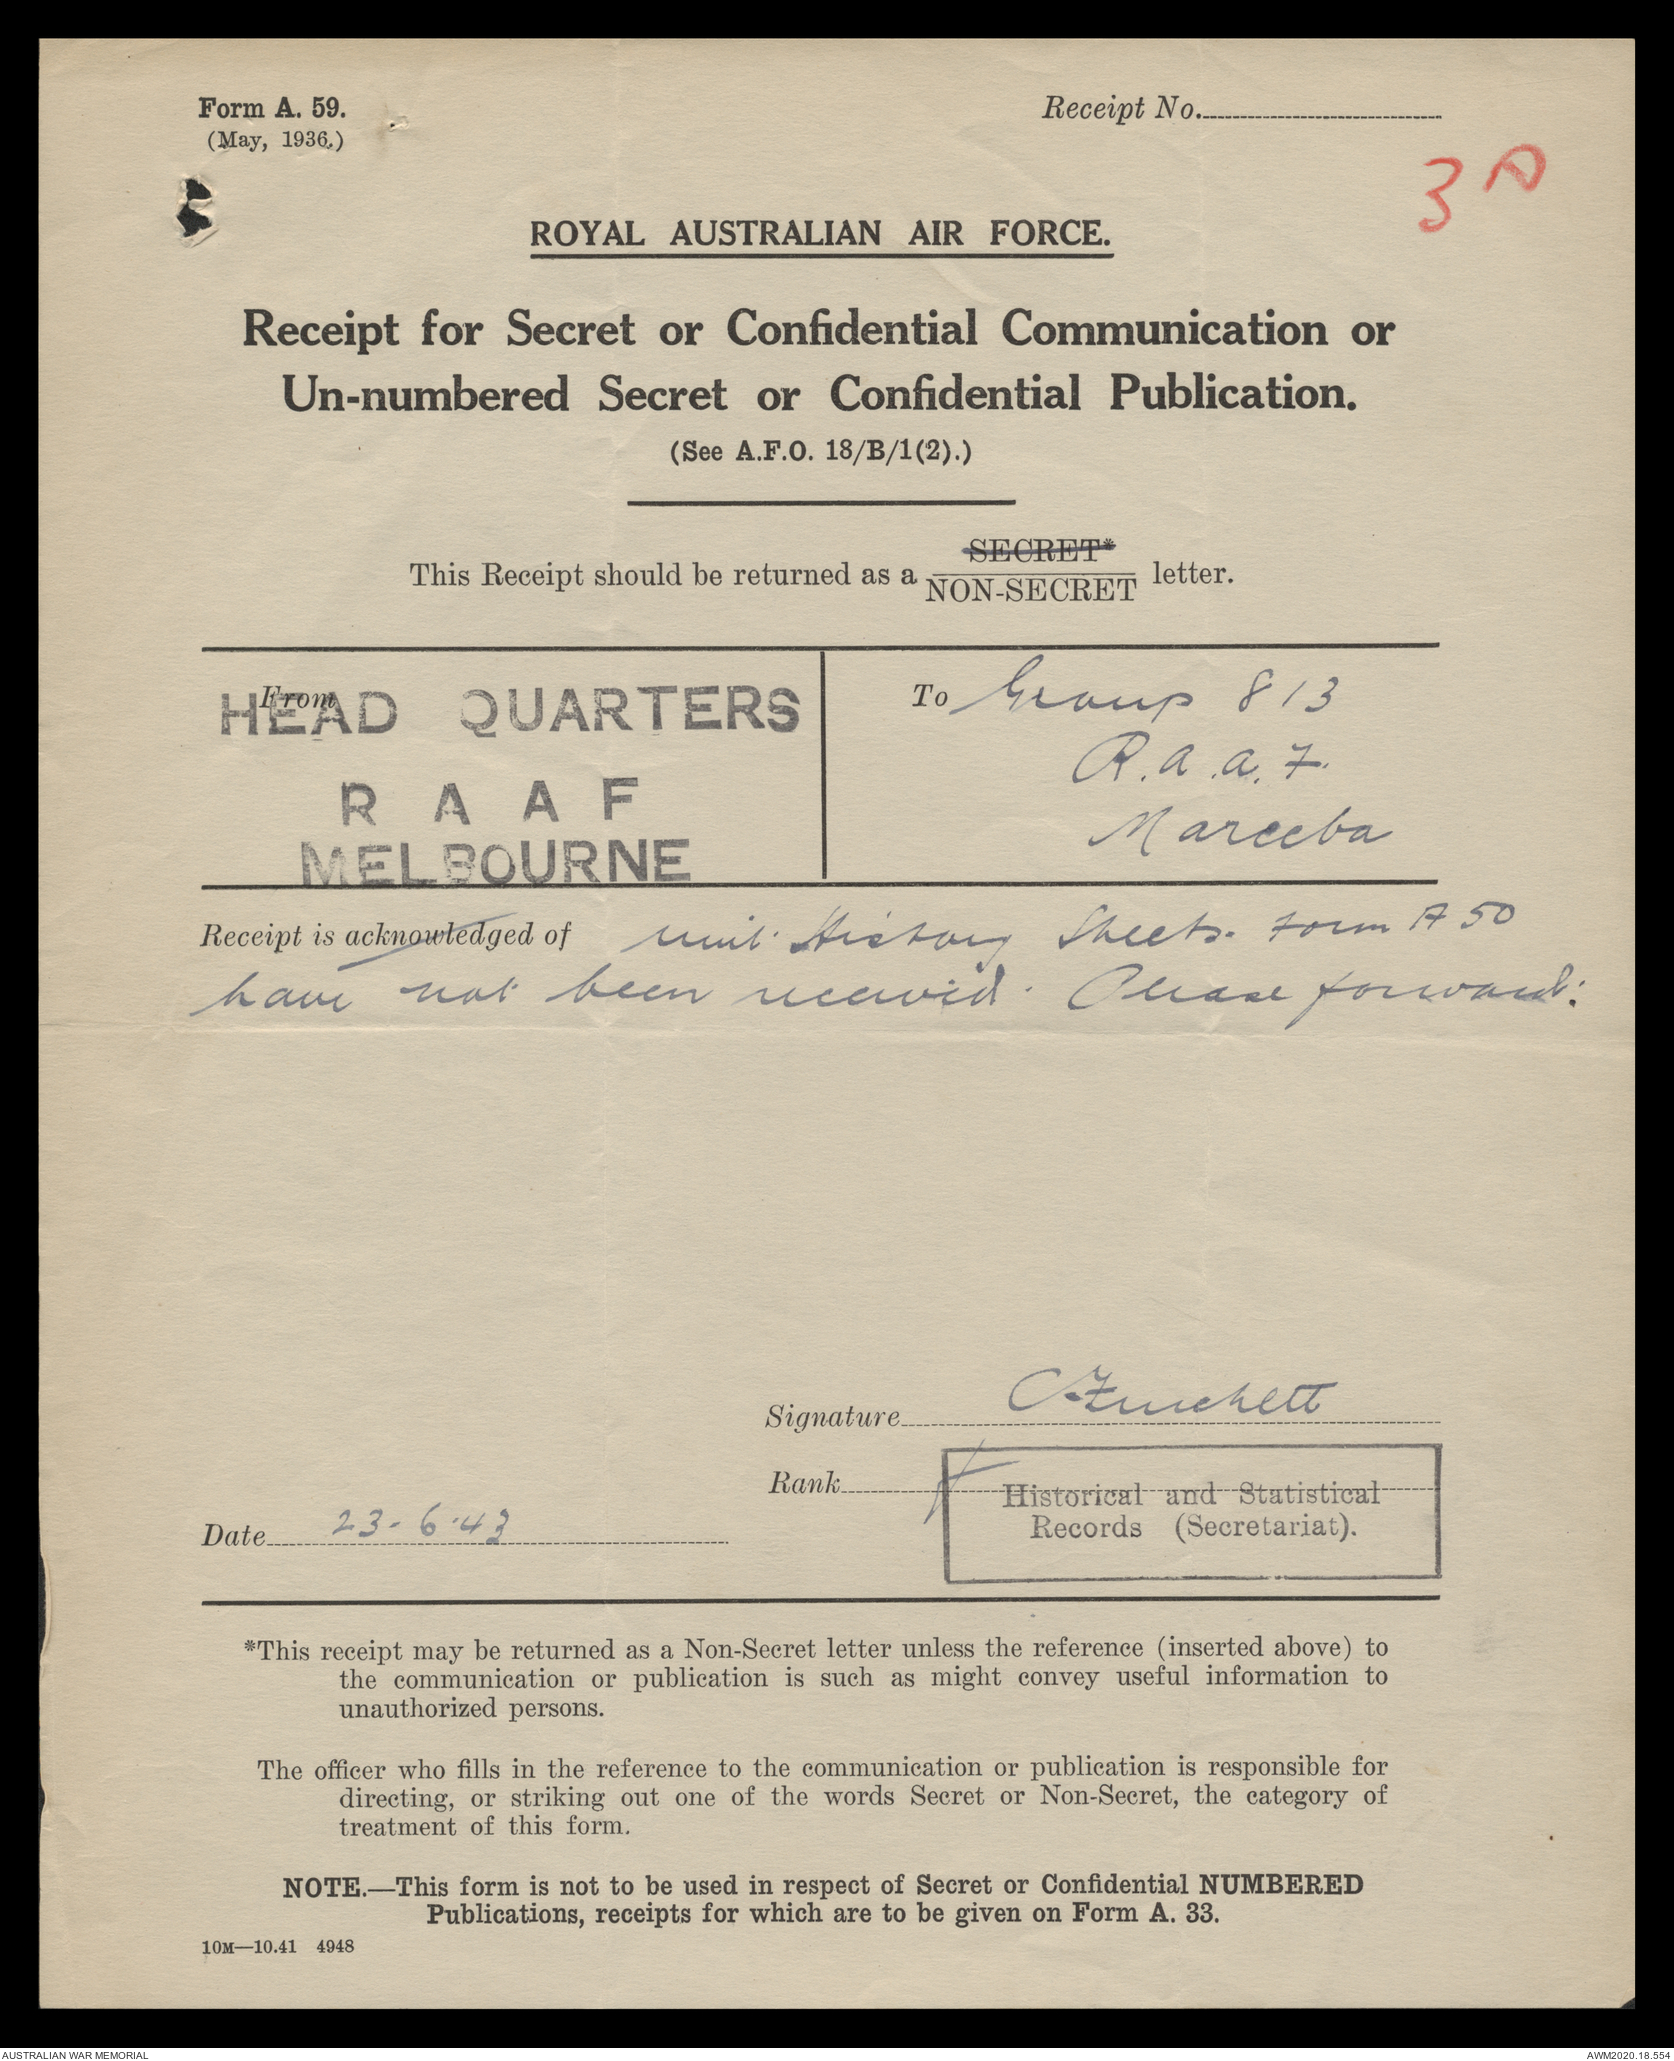 Form A. 59.
(May, 1936.)
Receipt No.
3A
ROYAL AUSTRALIAN AIR FORCE.
Receipt for Secret or Confidential Communication or
Un-numbered Secret or Confidential Publication.
(See A.F.O. 18/B/1(2).)
This Receipt should be returned as a SECRET* / NON-SECRET letter.
From
HEAD QUARTERS
R A A F
MELBOURNE
To Group 813
R.A.A.F.
Mareeba
Receipt is acknowledged of Unit History Sheets. Form A 50
have not been received. Please forward.
Signature
Rank
Historical and Statistical
Records (Secretariat).
Date 23-6-43
*This receipt may be returned as a Non-Secret letter unless the reference (inserted above) to
the communication or publication is such as might convey useful information to
unauthorized persons.
The officer who fills in the reference to the communication or publication is responsible for
directing, or striking out one of the words Secret or Non-Secret, the category of
treatment of this form.
NOTE.—This form is not to be used in respect of Secret or Confidential NUMBERED
Publications, receipts for which are to be given on Form A. 33.
10M—10.41 4948
AUSTRALIAN WAR MEMORIAL
AWM2020.18.554